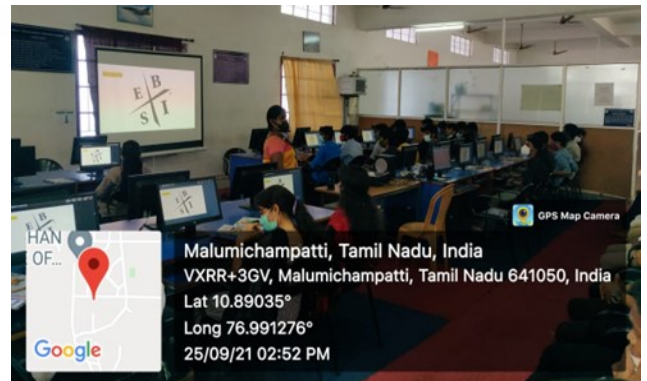 E B
S I
GPS Map Camera
HAN
OF...
Google
Malumichampatti, Tamil Nadu, India
VXRR+3GV, Malumichampatti, Tamil Nadu 641050, India
Lat 10.89035°
Long 76.991276°
25/09/21 02:52 PM